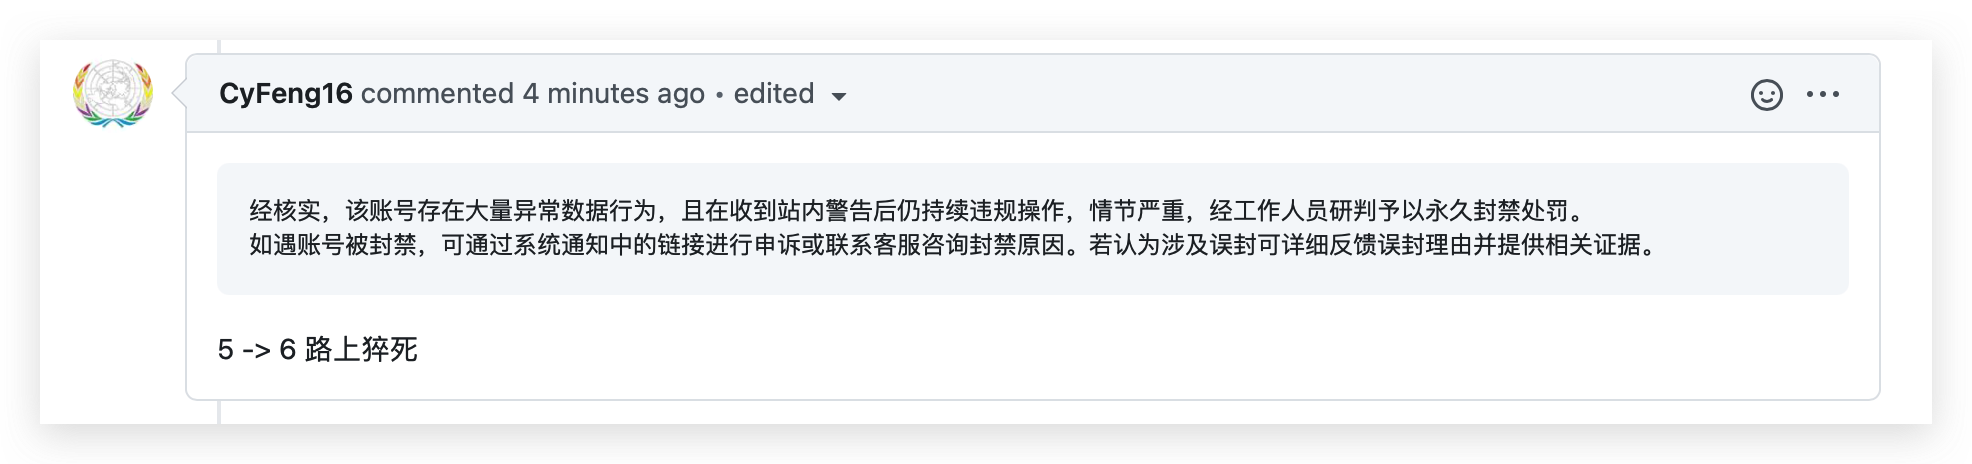 CyFeng16 commented 4 minutes ago • edited
经核实，该账号存在大量异常数据行为，且在收到站内警告后仍持续违规操作，情节严重，经工作人员研判予以永久封禁处罚。
如遇账号被封禁，可通过系统通知中的链接进行申诉或联系客服咨询封禁原因。若认为涉及误封可详细反馈误封理由并提供相关证据。
5 -> 6 路上猝死